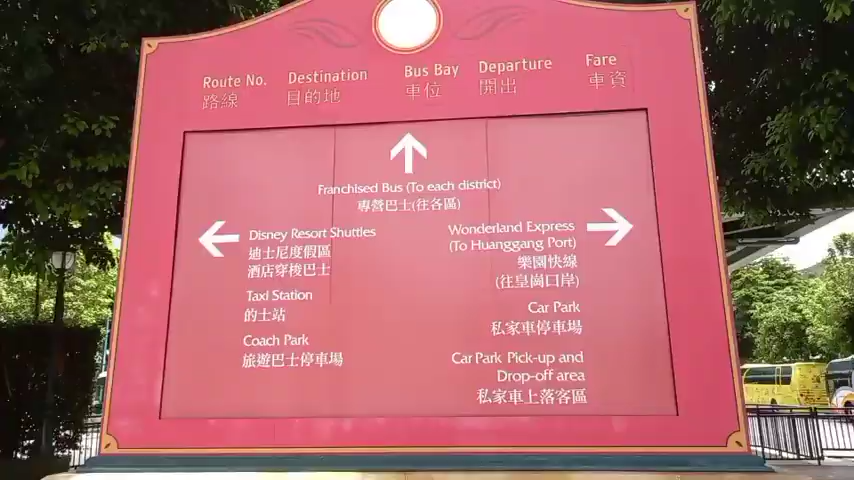 Route No. Destination Bus Bay Departure Fare
路線 目的地 車位 開出 車資
Franchised Bus (To each district)
專營巴士(往各區)
Disney Resort Shuttles
迪士尼度假區
酒店穿梭巴士
Taxi Station
的士站
Coach Park
旅遊巴士停車場
Wonderland Express
(To Huanggang Port)
樂園快線
(往皇崗口岸)
Car Park
私家車停車場
Car Park Pick-up and
Drop-off area
私家車上落客區